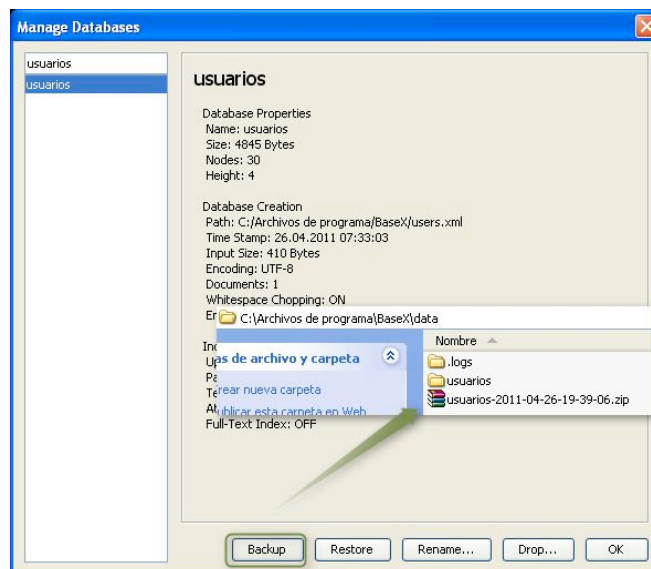 Manage Databases
usuarios
usuarios
usuarios
Database Properties
Name: usuarios
Size: 4845 Bytes
Nodes: 30
Height: 4
Database Creation
Path: C:/Archivos de programa/BaseX/users.xml
Time Stamp: 26.04.2011 07:33:03
Input Size: 410 Bytes
Encoding: UTF-8
Documents: 1
Whitespace Chopping: ON
C:\Archivos de programa\BaseX\data
Nombre
as de archivo y carpeta
.logs
usuarios
rear nueva carpeta
usuarios-2011-04-26-19-39-06.zip
ublicar esta carpeta en Web
Full-Text Index: OFF
Backup
Restore
Rename...
Drop...
OK